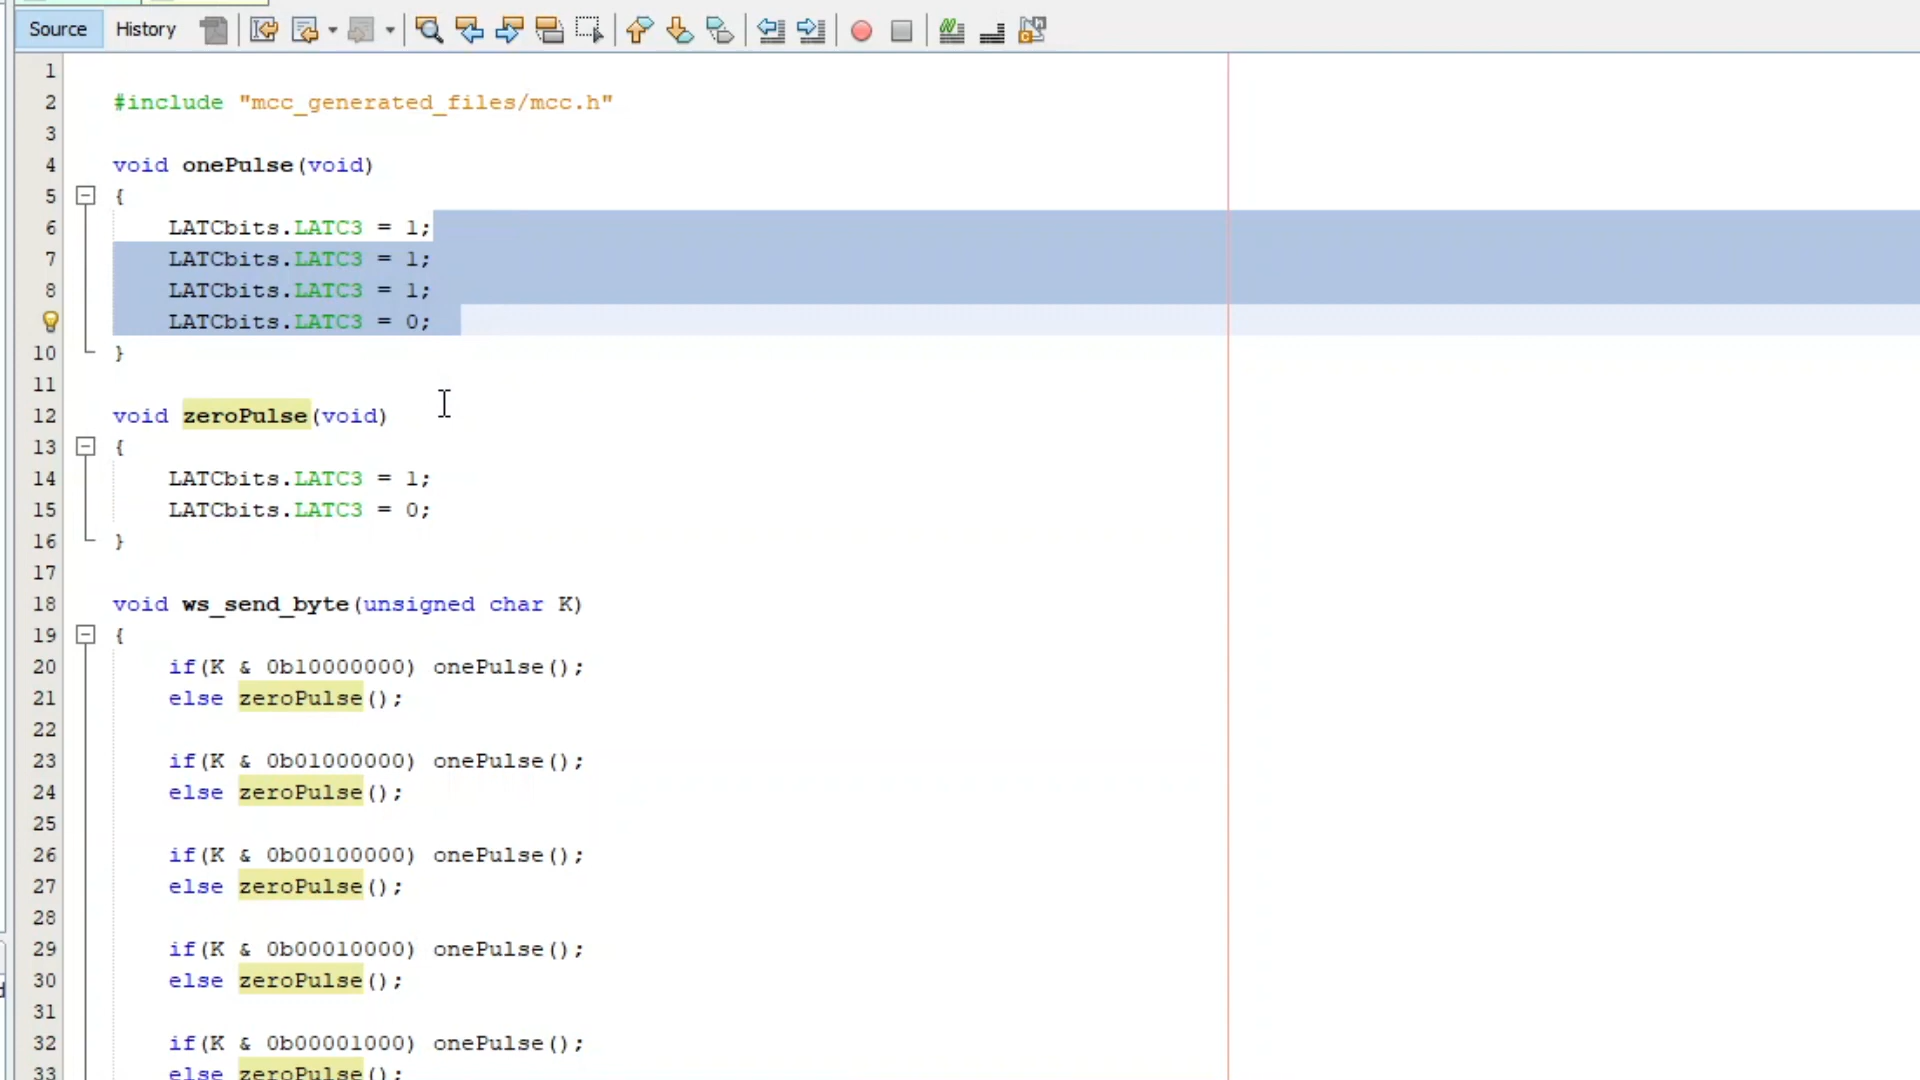 Source History
1
2 #include "mcc_generated_files/mcc.h"
3
4 void onePulse(void)
5 {
6 LATCbits.LATC3 = 1;
7 LATCbits.LATC3 = 1;
8 LATCbits.LATC3 = 1;
LATCbits.LATC3 = 0;
10 }
11
12 void zeroPulse(void)
13 {
14 LATCbits.LATC3 = 1;
15 LATCbits.LATC3 = 0;
16 }
17
18 void ws_send_byte(unsigned char K)
19 {
20 if(K & 0b10000000) onePulse();
21 else zeroPulse();
22
23 if(K & 0b01000000) onePulse();
24 else zeroPulse();
25
26 if(K & 0b00100000) onePulse();
27 else zeroPulse();
28
29 if(K & 0b00010000) onePulse();
30 else zeroPulse();
31
32 if(K & 0b00001000) onePulse();
33 else zeroPulse();